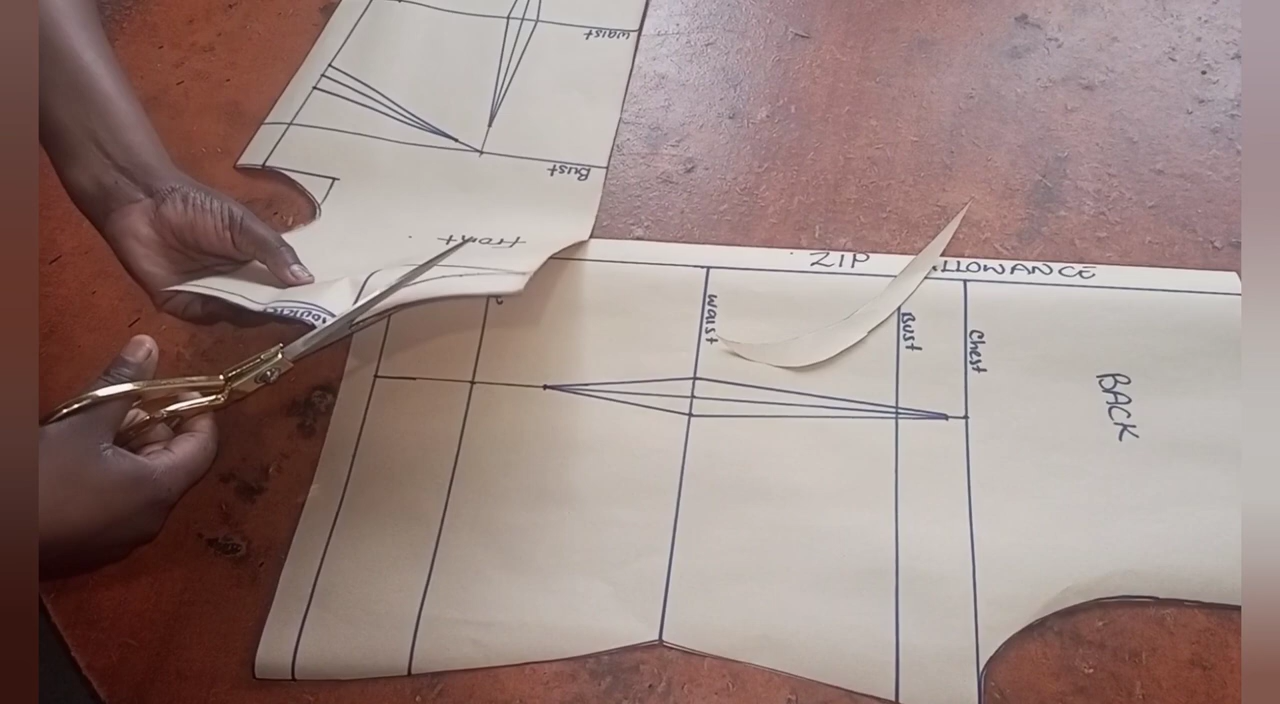 waist
Bust
Front
ZIP ALLOWANCE
waist
Bust
Chest
BACK